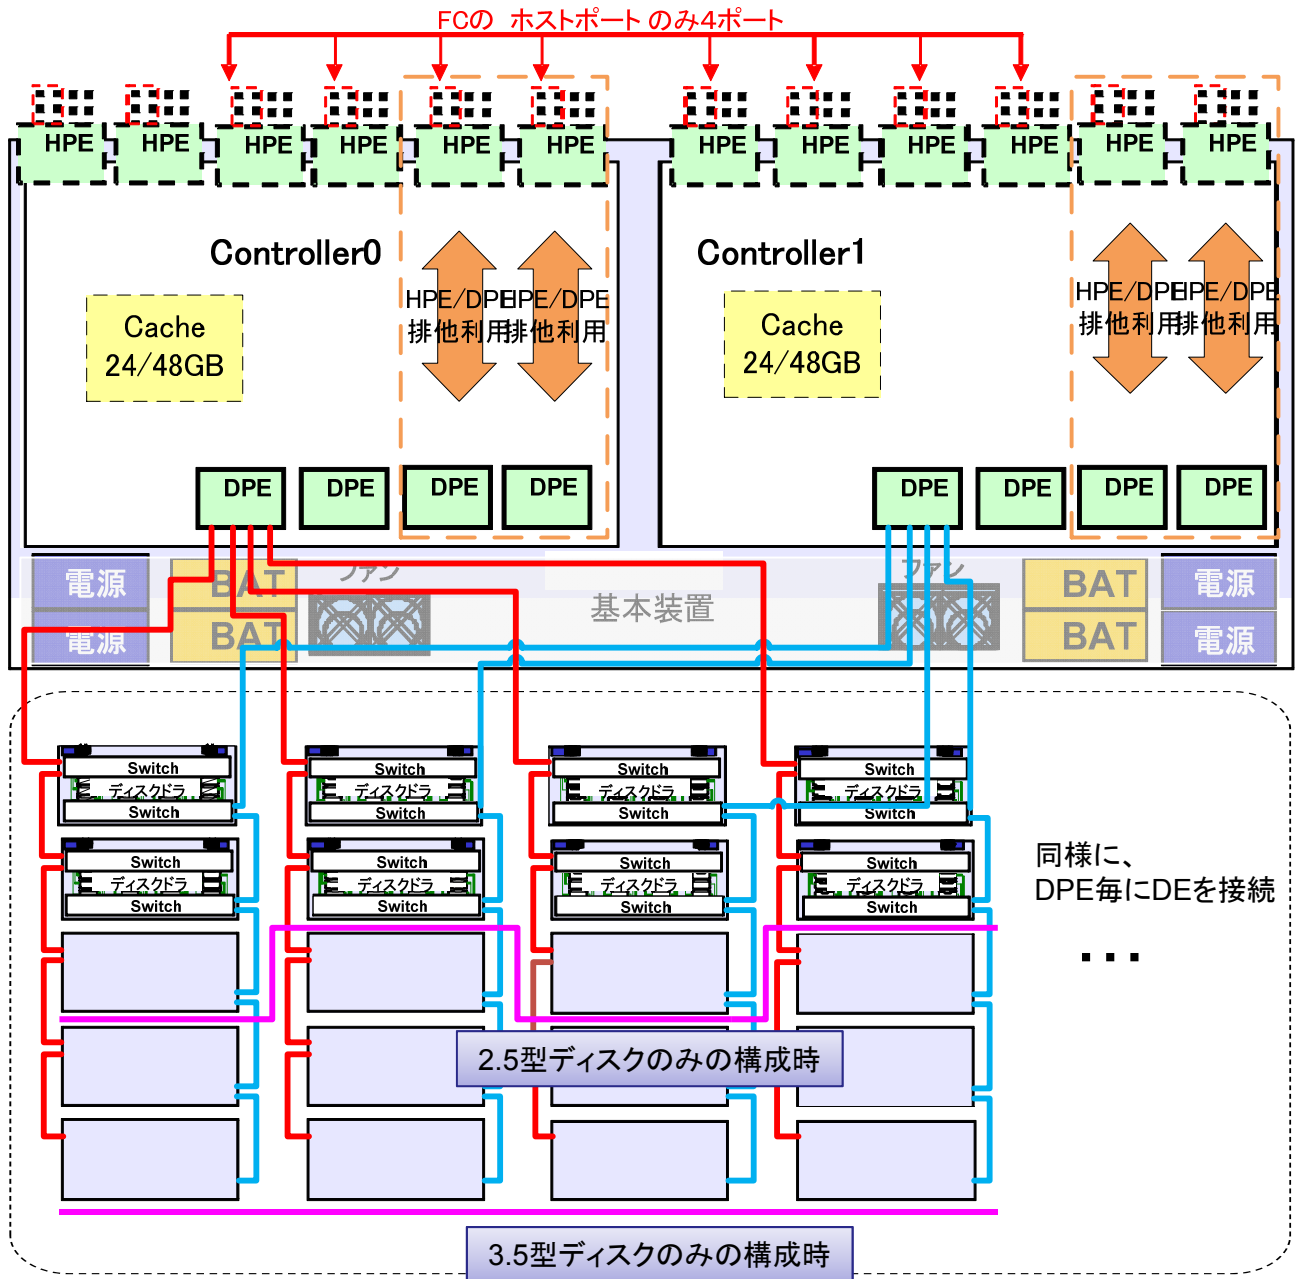 FCの ホストポート のみ4ポート
HPE HPE HPE HPE HPE HPE HPE HPE HPE HPE HPE HPE
Controller0 Controller1
HPE/DPE HPE/DPE HPE/DPE HPE/DPE
排他利用 排他利用 排他利用 排他利用
Cache Cache
24/48GB 24/48GB
DPE DPE DPE DPE DPE DPE DPE DPE
電源 BAT ファン 基本装置 ファン BAT 電源
電源 BAT BAT 電源
Switch Switch Switch Switch
ディスクドラ ディスクドラ ディスクドラ ディスクドラ
Switch Switch Switch Switch
Switch Switch Switch Switch
ディスクドラ ディスクドラ ディスクドラ ディスクドラ
Switch Switch Switch Switch
同様に、
DPE毎にDEを接続
・・・
2.5型ディスクのみの構成時
3.5型ディスクのみの構成時